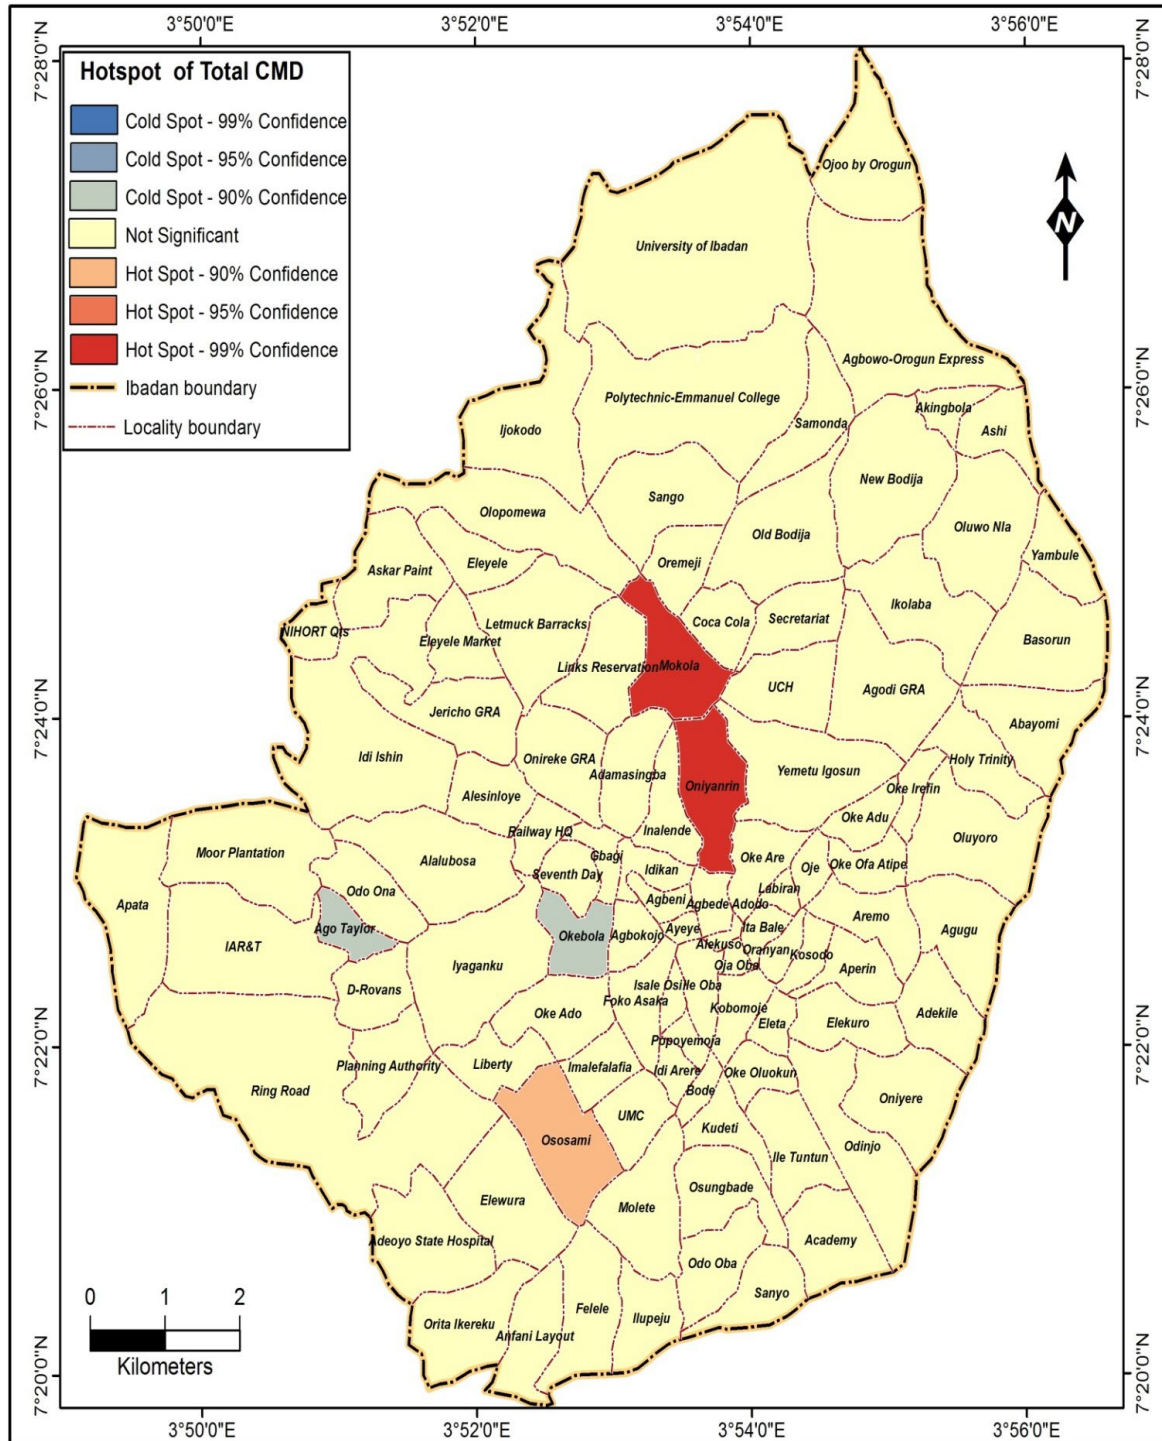 3°50'0"E 3°52'0"E 3°54'0"E 3°56'0"E
7°28'0"N
7°28'0"N
Hotspot of Total CMD
Cold Spot - 99% Confidence
Cold Spot - 95% Confidence
Cold Spot - 90% Confidence
Not Significant
Hot Spot - 90% Confidence
Hot Spot - 95% Confidence
Hot Spot - 99% Confidence
Ibadan boundary
Locality boundary
N
Ojoo by Orogun
University of Ibadan
Agbowo-Orogun Express
7°26'0"N
7°26'0"N
Polytechnic-Emmanuel College
Akingbola
Samonda
Ijokodo
Ashi
New Bodija
Sango
Olopomewa
Oluwo Nla
Old Bodija
Yambule
Oremeji
Eleyele
Askar Paint
Ikolaba
Coca Cola
Secretariat
Letmuck Barracks
NIHORT Qts
Eleyele Market
Basorun
Links Reservation
Mokola
UCH
Agodi GRA
7°24'0"N
7°24'0"N
Jericho GRA
Abayomi
Idi Ishin
Onireke GRA
Holy Trinity
Adamasingba
Yemetu Igosun
Oniyanrin
Oke Irefin
Alesinloye
Oke Adu
Railway HQ
Inalende
Oluyoro
Moor Plantation
Gbagi
Oke Are
Alalubosa
Idikan
Oje
Oke Ofa Atipe
Seventh Day
Odo Ona
Labiran
Agbeni
Agbede Adodo
Apata
Ago Taylor
Aremo
Okebola
Agbokojo
Ayeye
Ita Bale
Agugu
IAR&T
Alekuso
Oranyan
Kosodo
Iyaganku
Oja Oba
Aperin
D-Rovans
Isale Osi
Ile Oba
Foko Asaka
Kobomoje
Oke Ado
Eleta
Elekuro
Adekile
7°22'0"N
7°22'0"N
Popoyemoja
Planning Authority
Liberty
Imalefalafia
Idi Arere
Oke Oluokun
Ring Road
Bode
Oniyere
UMC
Kudeti
Ososami
Odinjo
Ile Tuntun
Osungbade
Elewura
Molete
Adeoyo State Hospital
Academy
Odo Oba
Sanyo
0 1 2
Kilometers
Felele
Ilupeju
Orita Ikereku
Anfani Layout
7°20'0"N
7°20'0"N
3°50'0"E 3°52'0"E 3°54'0"E 3°56'0"E